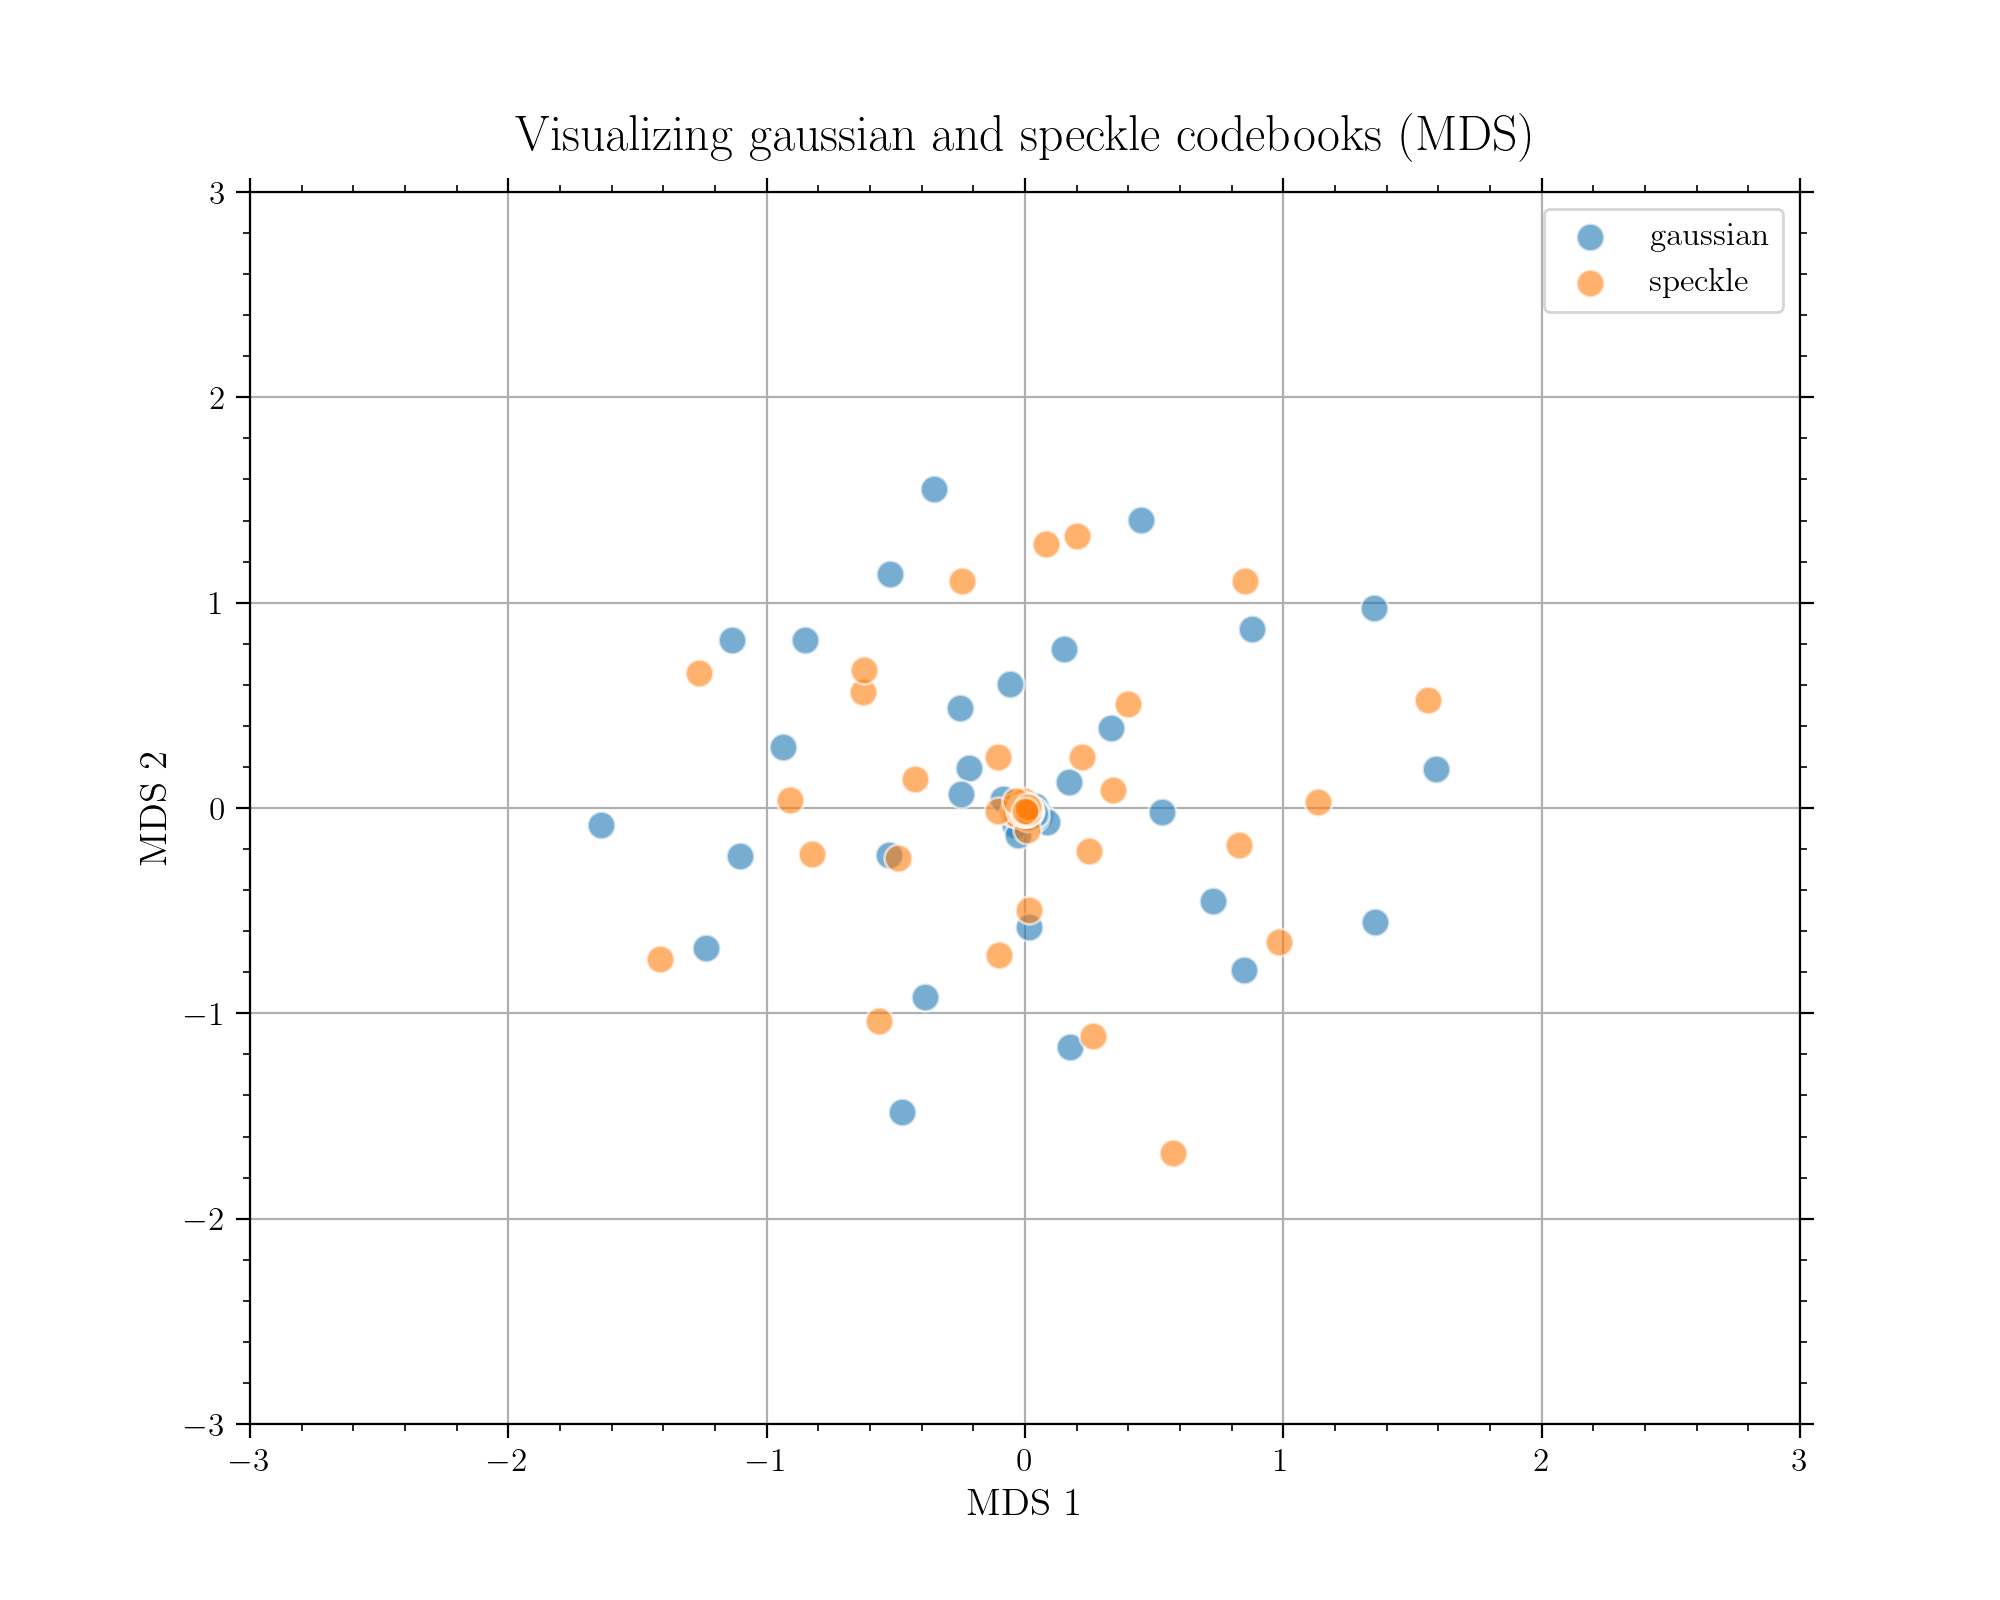 Visualizing gaussian and speckle codebooks (MDS)
gaussian
speckle
3
2
1
0
−1
−2
−3
MDS 2
−3
−2
−1
0
1
2
3
MDS 1